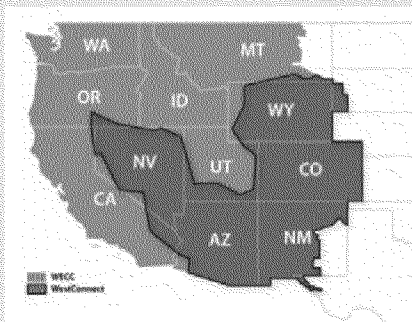 WA MT
OR ID WY
NV UT CO
CA
AZ NM
WECC
WestConnect